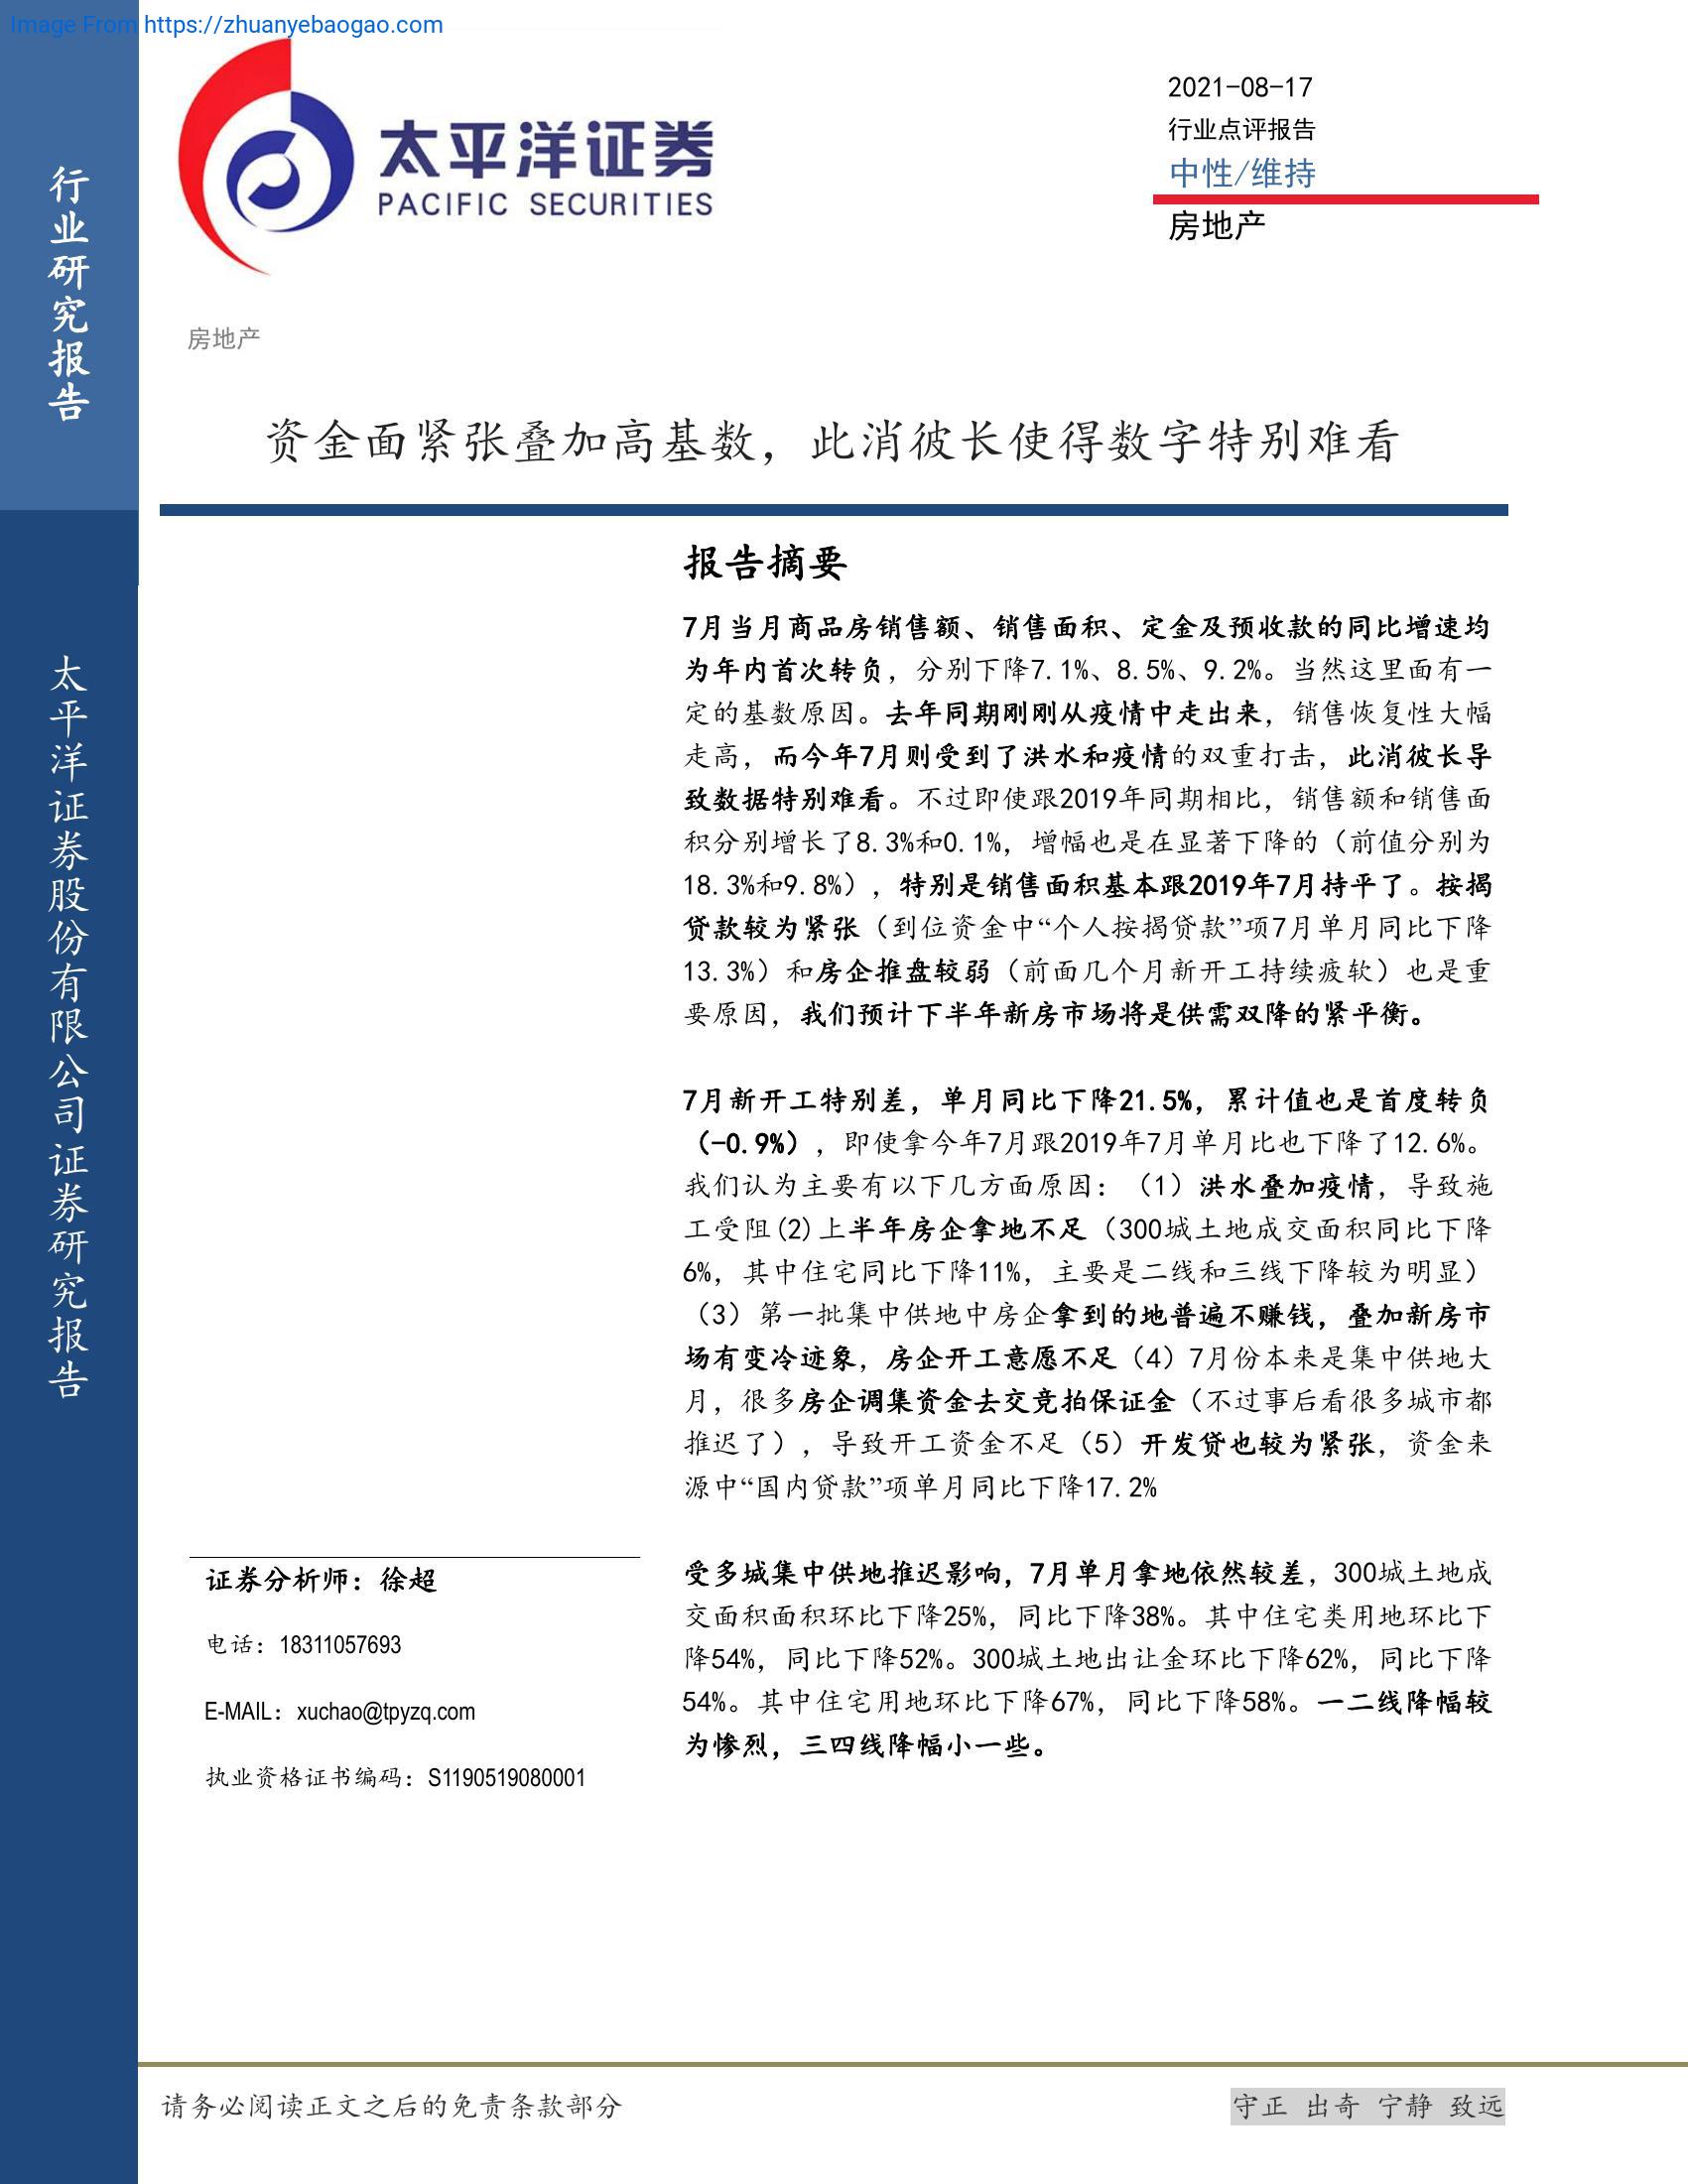 Image From https://zhuanyebaogao.com
行业研究报告
太平洋证券股份有限公司证券研究报告
太平洋证券
PACIFIC SECURITIES
2021-08-17
行业点评报告
中性/维持
房地产
房地产
资金面紧张叠加高基数，此消彼长使得数字特别难看
报告摘要
7月当月商品房销售额、销售面积、定金及预收款的同比增速均
为年内首次转负，分别下降7.1%、8.5%、9.2%。当然这里面有一
定的基数原因。去年同期刚刚从疫情中走出来，销售恢复性大幅
走高，而今年7月则受到了洪水和疫情的双重打击，此消彼长导
致数据特别难看。不过即使跟2019年同期相比，销售额和销售面
积分别增长了8.3%和0.1%，增幅也是在显著下降的（前值分别为
18.3%和9.8%），特别是销售面积基本跟2019年7月持平了。按揭
贷款较为紧张（到位资金中“个人按揭贷款”项7月单月同比下降
13.3%）和房企推盘较弱（前面几个月新开工持续疲软）也是重
要原因，我们预计下半年新房市场将是供需双降的紧平衡。
7月新开工特别差，单月同比下降21.5%，累计值也是首度转负
（-0.9%），即使拿今年7月跟2019年7月单月比也下降了12.6%。
我们认为主要有以下几方面原因：（1）洪水叠加疫情，导致施
工受阻(2)上半年房企拿地不足（300城土地成交面积同比下降
6%，其中住宅同比下降11%，主要是二线和三线下降较为明显）
（3）第一批集中供地中房企拿到的地普遍不赚钱，叠加新房市
场有变冷迹象，房企开工意愿不足（4）7月份本来是集中供地大
月，很多房企调集资金去交竞拍保证金（不过事后看很多城市都
推迟了），导致开工资金不足（5）开发贷也较为紧张，资金来
源中“国内贷款”项单月同比下降17.2%
受多城集中供地推迟影响，7月单月拿地依然较差，300城土地成
交面积面积环比下降25%，同比下降38%。其中住宅类用地环比下
降54%，同比下降52%。300城土地出让金环比下降62%，同比下降
54%。其中住宅用地环比下降67%，同比下降58%。一二线降幅较
为惨烈，三四线降幅小一些。
证券分析师：徐超
电话：18311057693
E-MAIL：xuchao@tpyzq.com
执业资格证书编码：S1190519080001
请务必阅读正文之后的免责条款部分
守正 出奇 宁静 致远